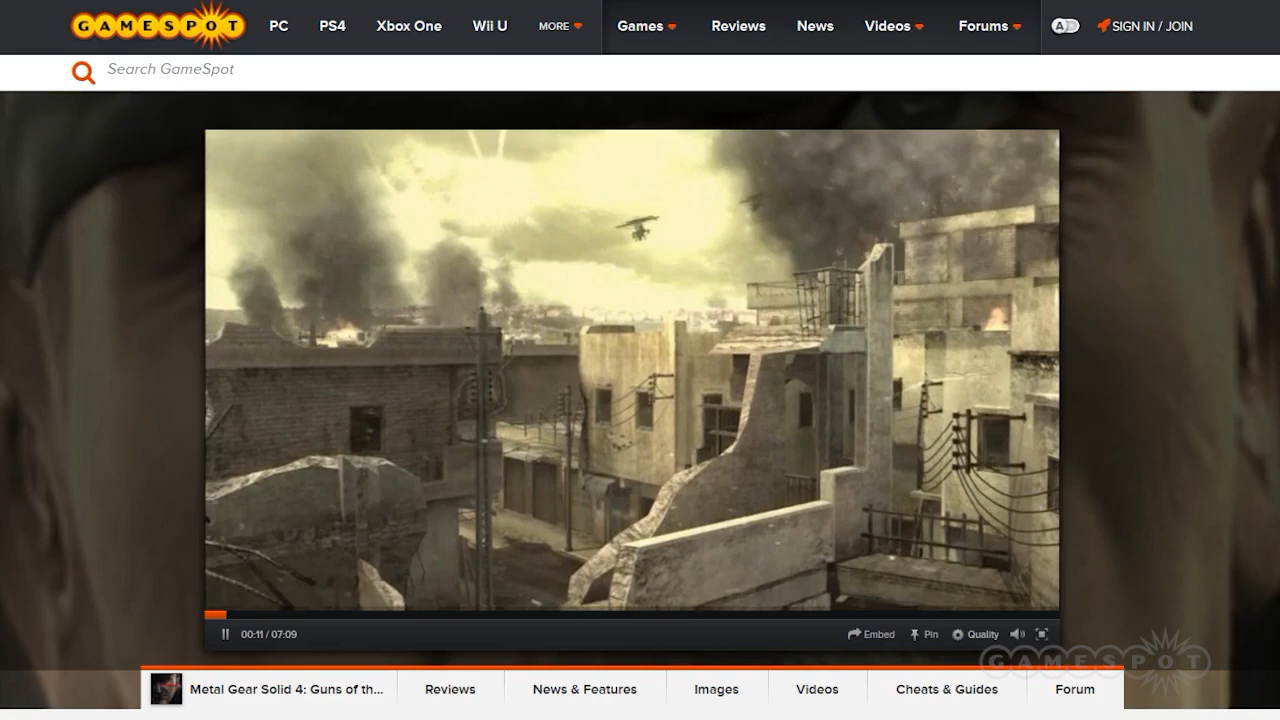 GAMESPOT PC PS4 Xbox One Wii U MORE Games Reviews News Videos Forums A SIGN IN / JOIN
Search GameSpot
00:11 / 07:09 Embed Pin Quality
GAMESPOT
Metal Gear Solid 4: Guns of th... Reviews News & Features Images Videos Cheats & Guides Forum